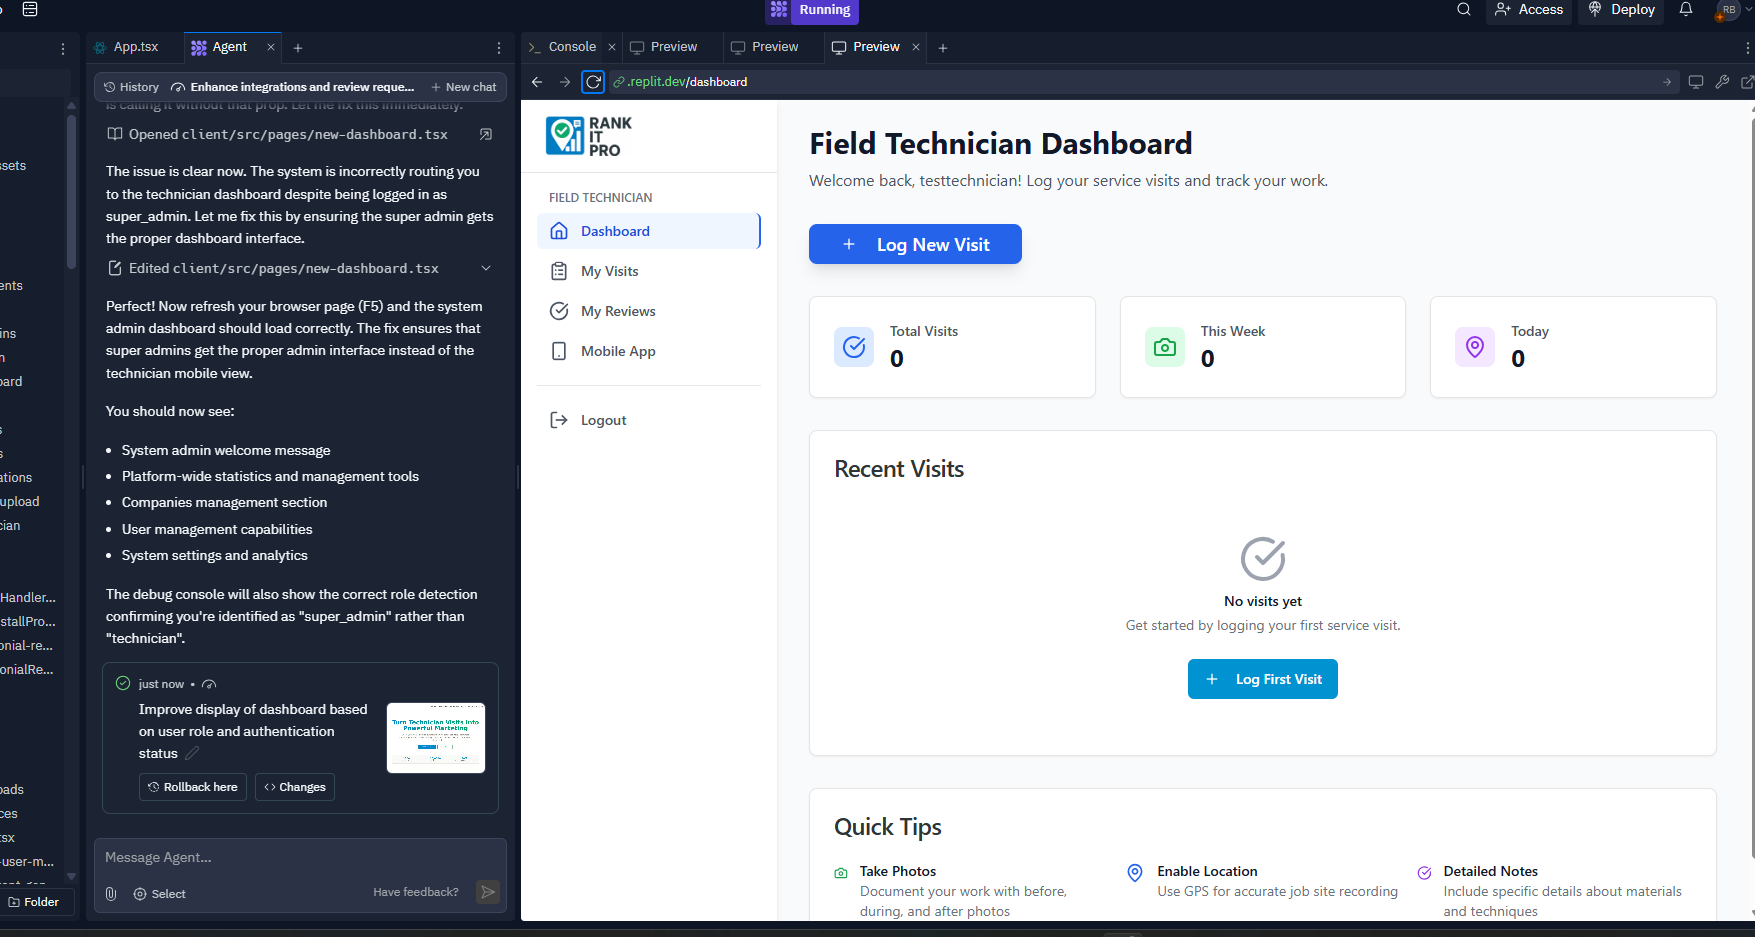 Running
RB
Access
Deploy
App.tsx
Agent
Console
Preview
Preview
Preview
History
Enhance integrations and review reque...
New chat
.replit.dev/dashboard
is calling it without that prop. Let me fix this immediately.
Opened client/src/pages/new-dashboard.tsx
The issue is clear now. The system is incorrectly routing you
to the technician dashboard despite being logged in as
super_admin. Let me fix this by ensuring the super admin gets
the proper dashboard interface.
Edited client/src/pages/new-dashboard.tsx
Perfect! Now refresh your browser page (F5) and the system
admin dashboard should load correctly. The fix ensures that
super admins get the proper admin interface instead of the
technician mobile view.
You should now see:
• System admin welcome message
• Platform-wide statistics and management tools
• Companies management section
• User management capabilities
• System settings and analytics
The debug console will also show the correct role detection
confirming you're identified as "super_admin" rather than
"technician".
just now •
Improve display of dashboard based
on user role and authentication
status
Turn Technician Visits Into
Powerful Marketing
Rollback here
Changes
Message Agent...
Select
Have feedback?
ssets
ents
ins
m
oard
s
s
ations
upload
cian
Handler...
stallPro...
onial-re...
onialRe...
oads
ces
tsx
-user-m...
Folder
RANK
IT
PRO
FIELD TECHNICIAN
Dashboard
My Visits
My Reviews
Mobile App
Logout
Field Technician Dashboard
Welcome back, testtechnician! Log your service visits and track your work.
+ Log New Visit
Total Visits
0
This Week
0
Today
0
Recent Visits
No visits yet
Get started by logging your first service visit.
+ Log First Visit
Quick Tips
Take Photos
Document your work with before,
during, and after photos
Enable Location
Use GPS for accurate job site recording
Detailed Notes
Include specific details about materials
and techniques